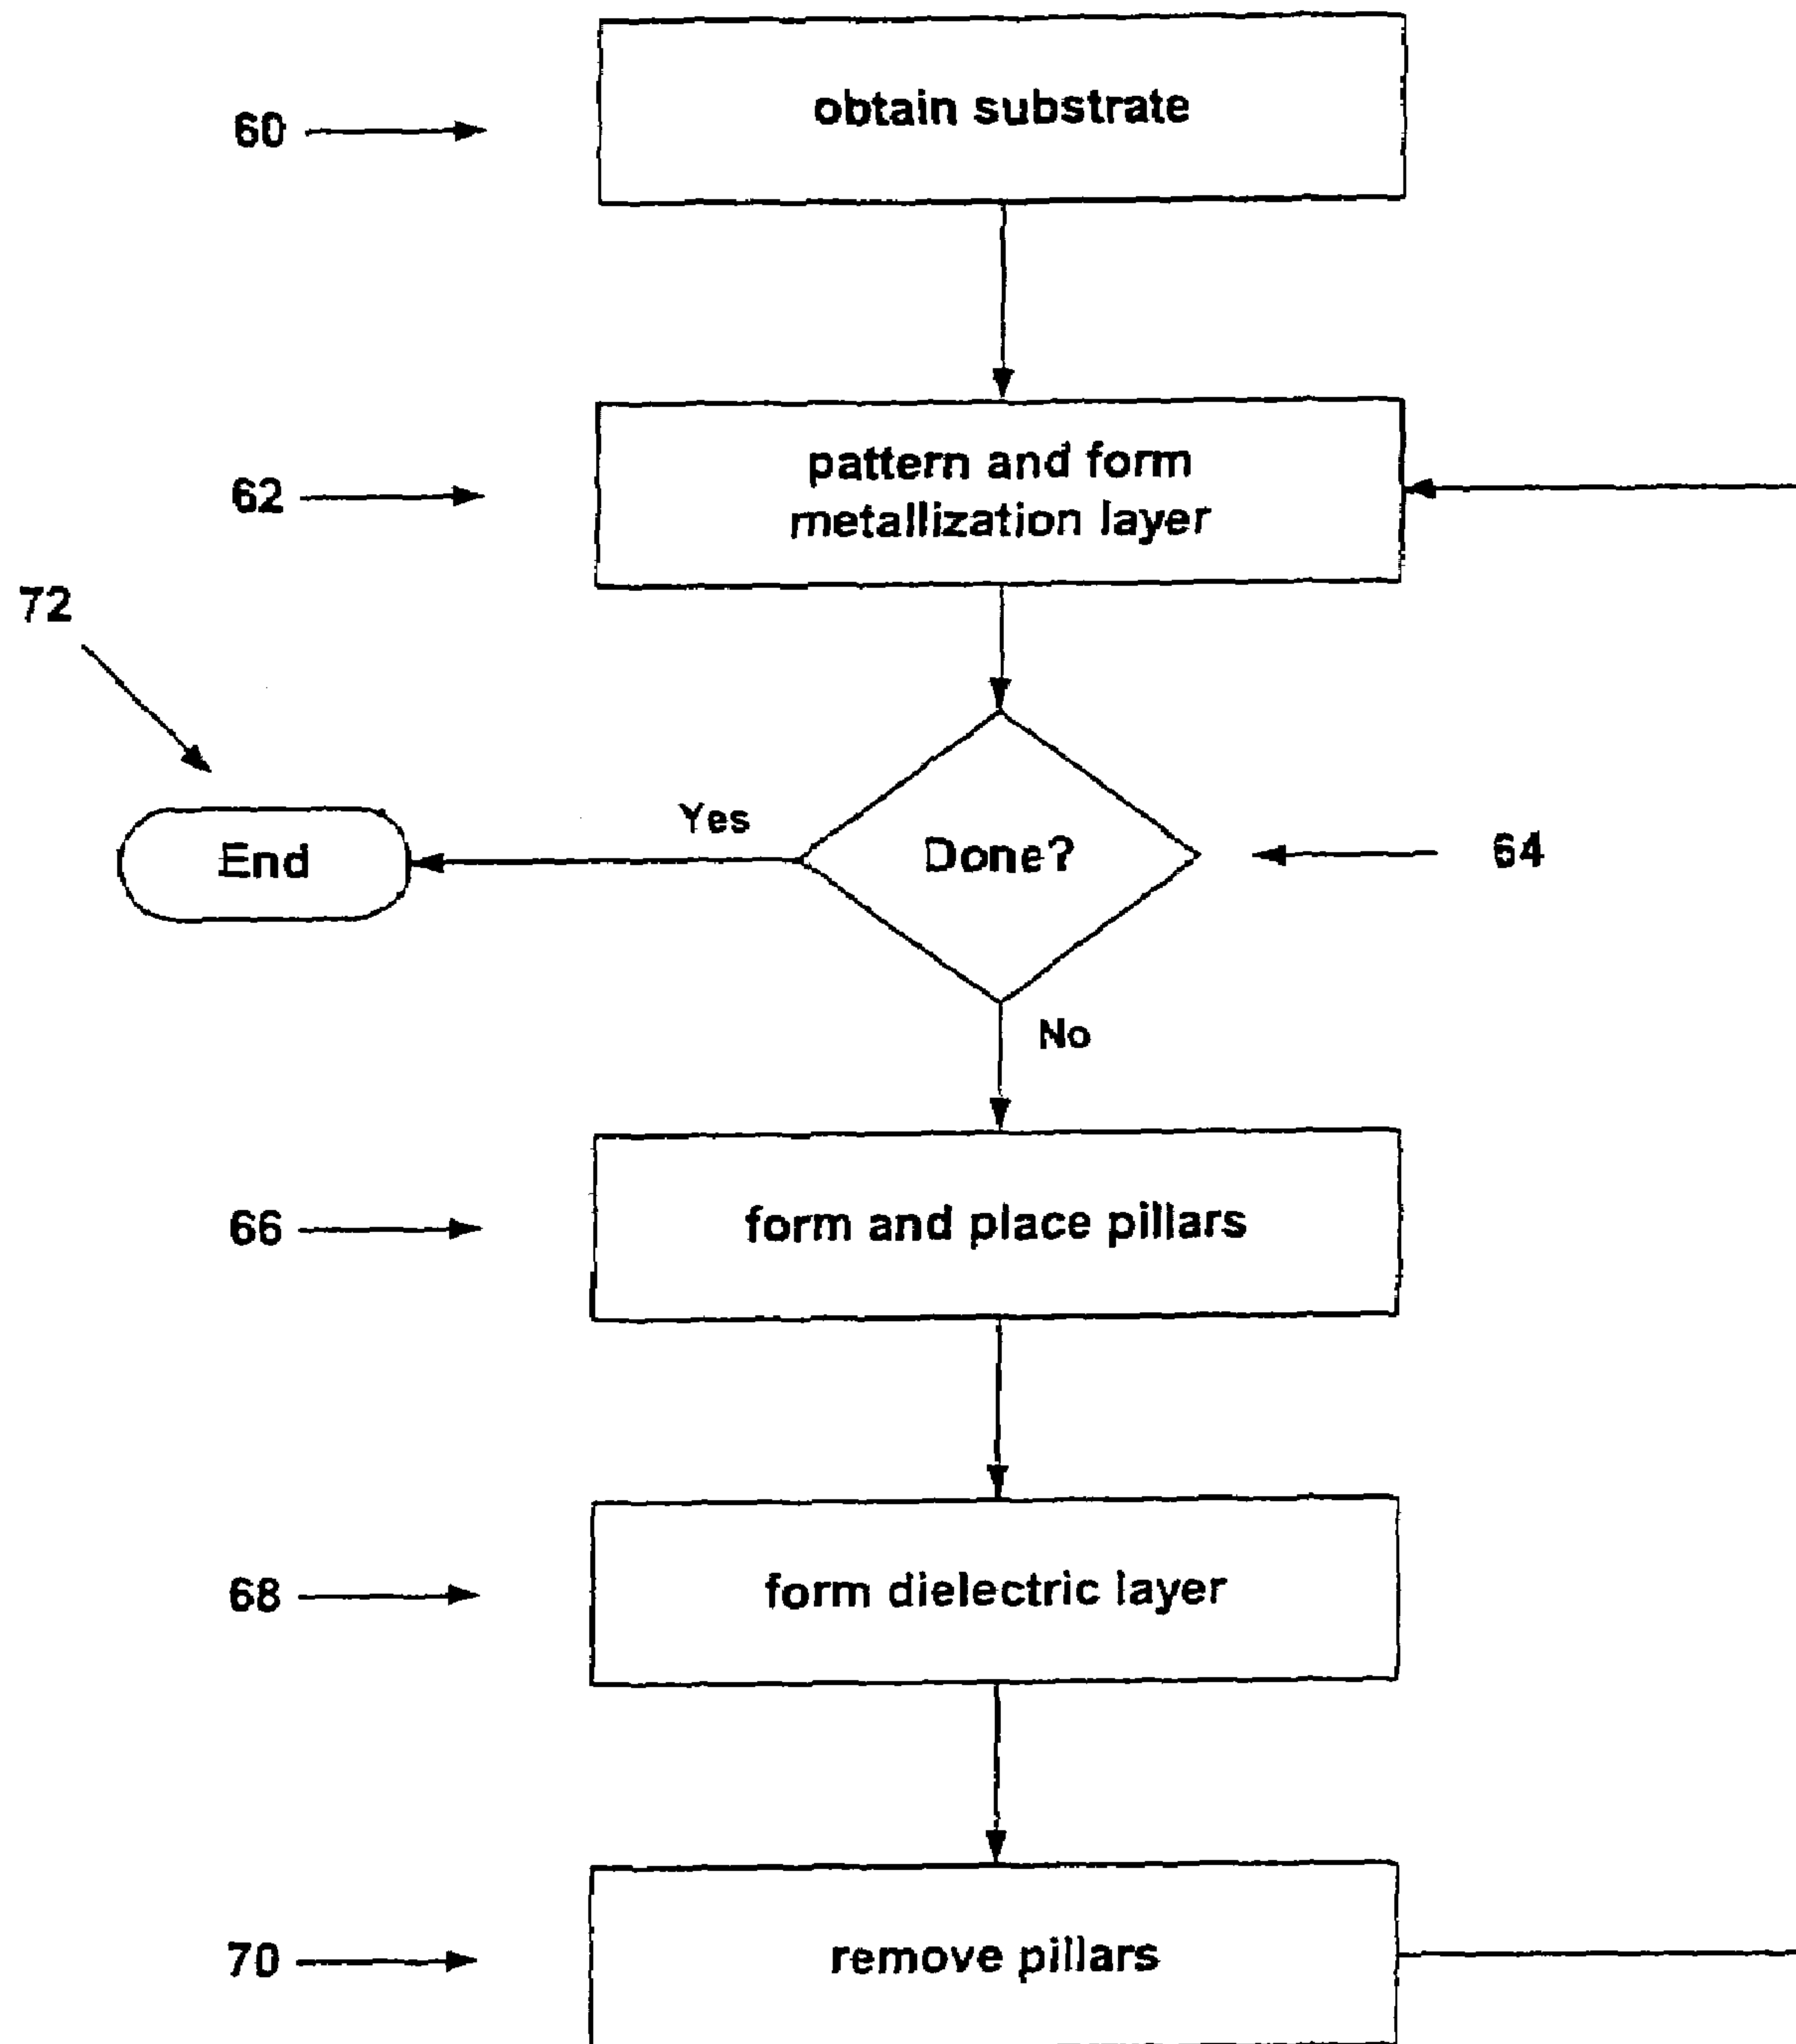 obtain substrate
60
pattern and form
metallization layer
62
72
Yes
End
Done?
64
No
form and place pillars
66
form dielectric layer
68
remove pillars
70